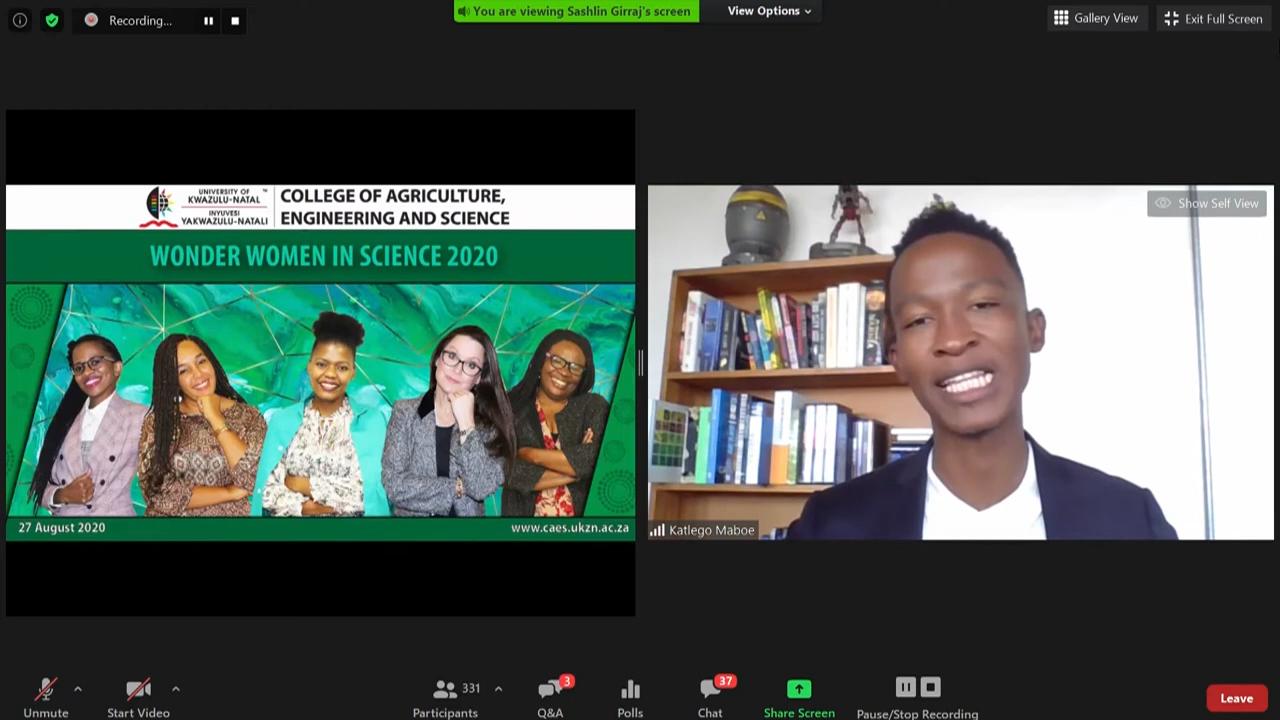 Recording...
You are viewing Sashlin Girraj's screen
View Options
Gallery View
Exit Full Screen
UNIVERSITY OF
KWAZULU-NATAL
™
INYUVESI
YAKWAZULU-NATALI
COLLEGE OF AGRICULTURE,
ENGINEERING AND SCIENCE
WONDER WOMEN IN SCIENCE 2020
27 August 2020
www.caes.ukzn.ac.za
Show Self View
Katlego Maboe
Unmute
Start Video
331
Participants
3
Q&A
Polls
37
Chat
Share Screen
Pause/Stop Recording
Leave